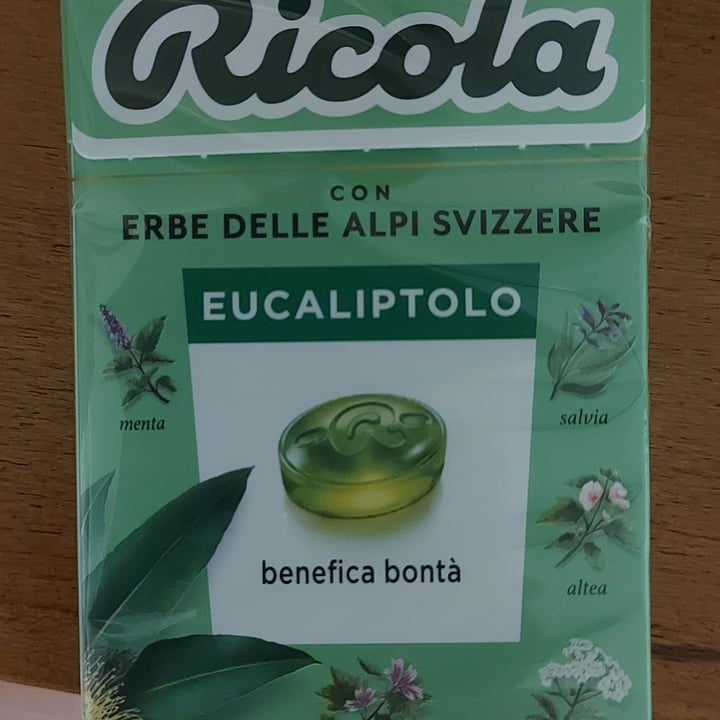 Ricola
CON
ERBE DELLE ALPI SVIZZERE
EUCALIPTOLO
menta
salvia
altea
benefica bontà